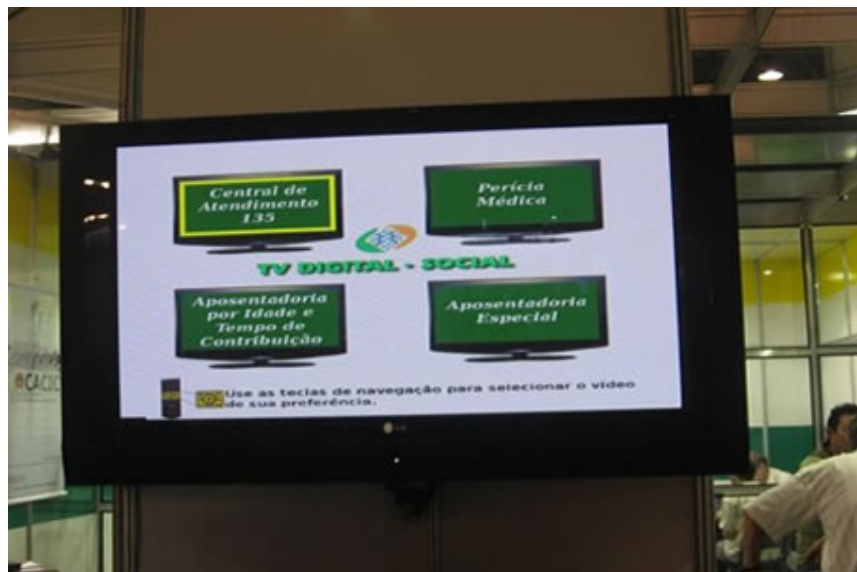 Central de
Atendimento
135
Perícia
Médica
TV DIGITAL - SOCIAL
Aposentadoria
por Idade e
Tempo de
Contribuição
Aposentadoria
Especial
Use as teclas de navegação para selecionar o vídeo
de sua preferência.
LG